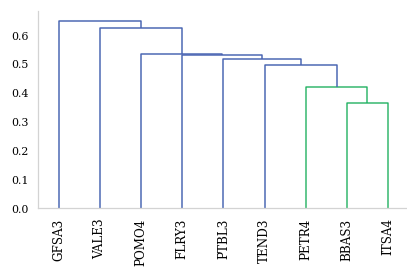 0.6
0.5
0.4
0.3
0.2
0.1
0.0
GFSA3
VALE3
POMO4
FLRY3
PTBL3
TEND3
PETR4
BBAS3
ITSA4